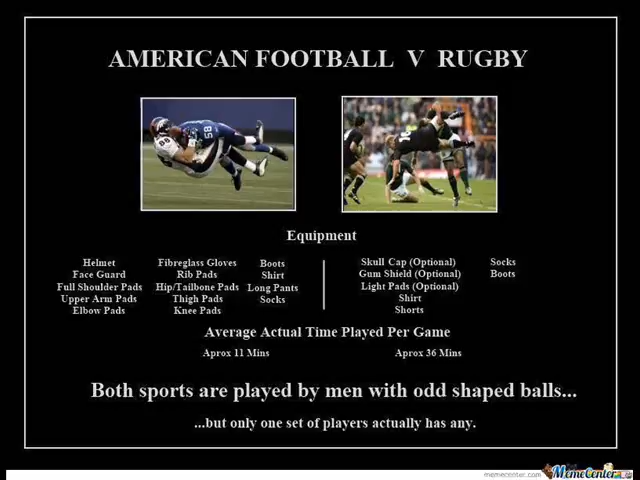 AMERICAN FOOTBALL V RUGBY
Equipment
Helmet
Face Guard
Full Shoulder Pads
Upper Arm Pads
Elbow Pads
Fibreglass Gloves
Rib Pads
Hip/Tailbone Pads
Thigh Pads
Knee Pads
Boots
Shirt
Long Pants
Socks
Skull Cap (Optional)
Gum Shield (Optional)
Light Pads (Optional)
Shirt
Shorts
Socks
Boots
Average Actual Time Played Per Game
Aprox 11 Mins
Aprox 36 Mins
Both sports are played by men with odd shaped balls...
...but only one set of players actually has any.
memecenter.com
MemeCenter